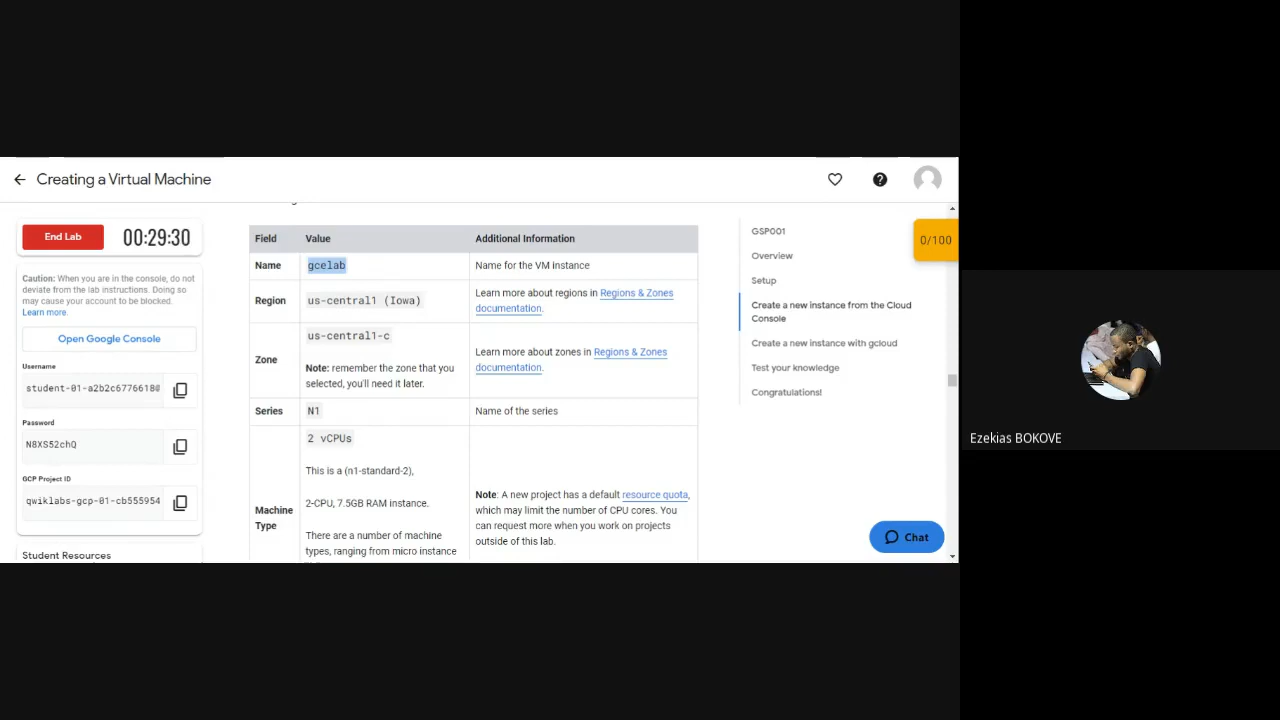 Creating a Virtual Machine
End Lab
00:29:30
Caution: When you are in the console, do not
deviate from the lab instructions. Doing so
may cause your account to be blocked.
Learn more.
Open Google Console
Username
student-01-a2b2c6776618@
Password
N8XS52chQ
GCP Project ID
qwiklabs-gcp-01-cb555954
Student Resources
Field Value Additional Information
Name gcelab Name for the VM instance
Region us-central1 (Iowa) Learn more about regions in Regions & Zones
documentation.
Zone
us-central1-c
Note: remember the zone that you
selected, you'll need it later.
Learn more about zones in Regions & Zones
documentation.
Series N1 Name of the series
Machine
Type
2 vCPUs
This is a (n1-standard-2),
2-CPU, 7.5GB RAM instance.
There are a number of machine
types, ranging from micro instance
Note: A new project has a default resource quota,
which may limit the number of CPU cores. You
can request more when you work on projects
outside of this lab.
GSP001
Overview
Setup
Create a new instance from the Cloud
Console
Create a new instance with gcloud
Test your knowledge
Congratulations!
0/100
Chat
Ezekias BOKOVE